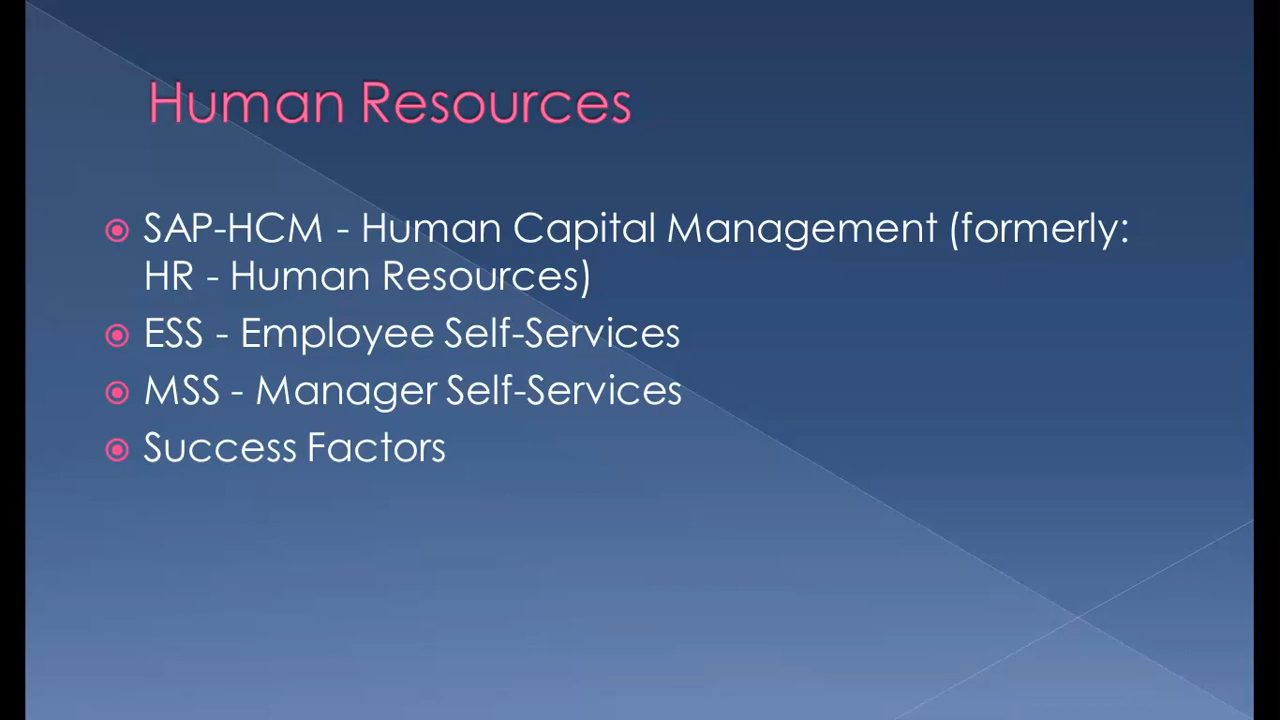 Human Resources
SAP-HCM - Human Capital Management (formerly:
HR - Human Resources)
ESS - Employee Self-Services
MSS - Manager Self-Services
Success Factors